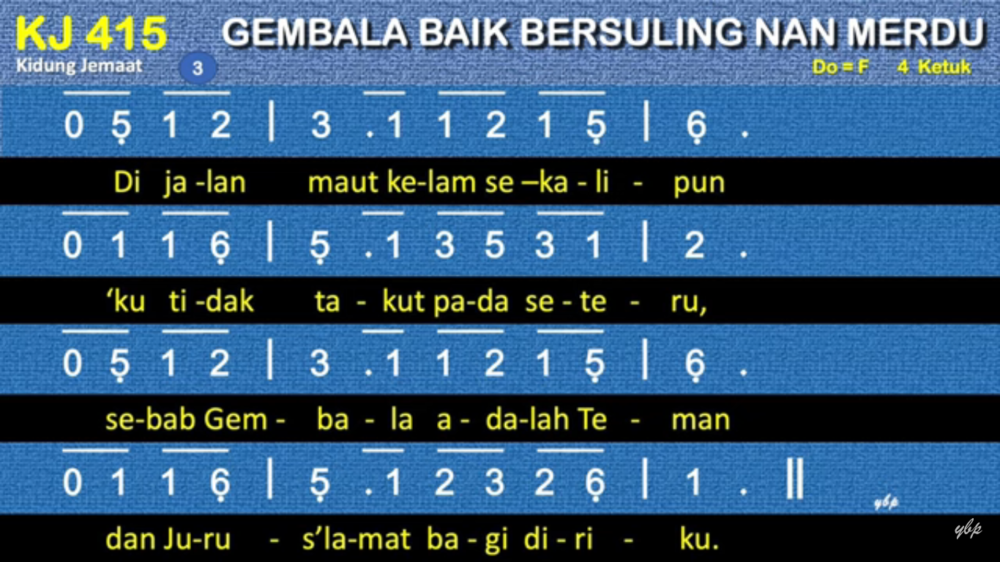 KJ 415 GEMBALA BAIK BERSULING NAN MERDU
Kidung Jemaat 3 Do = F 4 Ketuk
0 5̣ 1 2 | 3 . 1 1 2 1 5̣ | 6̣ .
Di ja -lan maut ke-lam se –ka - li - pun
0 1 1 6̣ | 5̣ . 1 3 5 3 1 | 2 .
‘ku ti -dak ta - kut pa-da se - te - ru,
0 5̣ 1 2 | 3 . 1 1 2 1 5̣ | 6̣ .
se-bab Gem - ba - la a - da-lah Te - man
0 1 1 6̣ | 5̣ . 1 2 3 2 6̣ | 1 . ||
ybp
dan Ju-ru - s’la-mat ba - gi di - ri - ku.
ybp